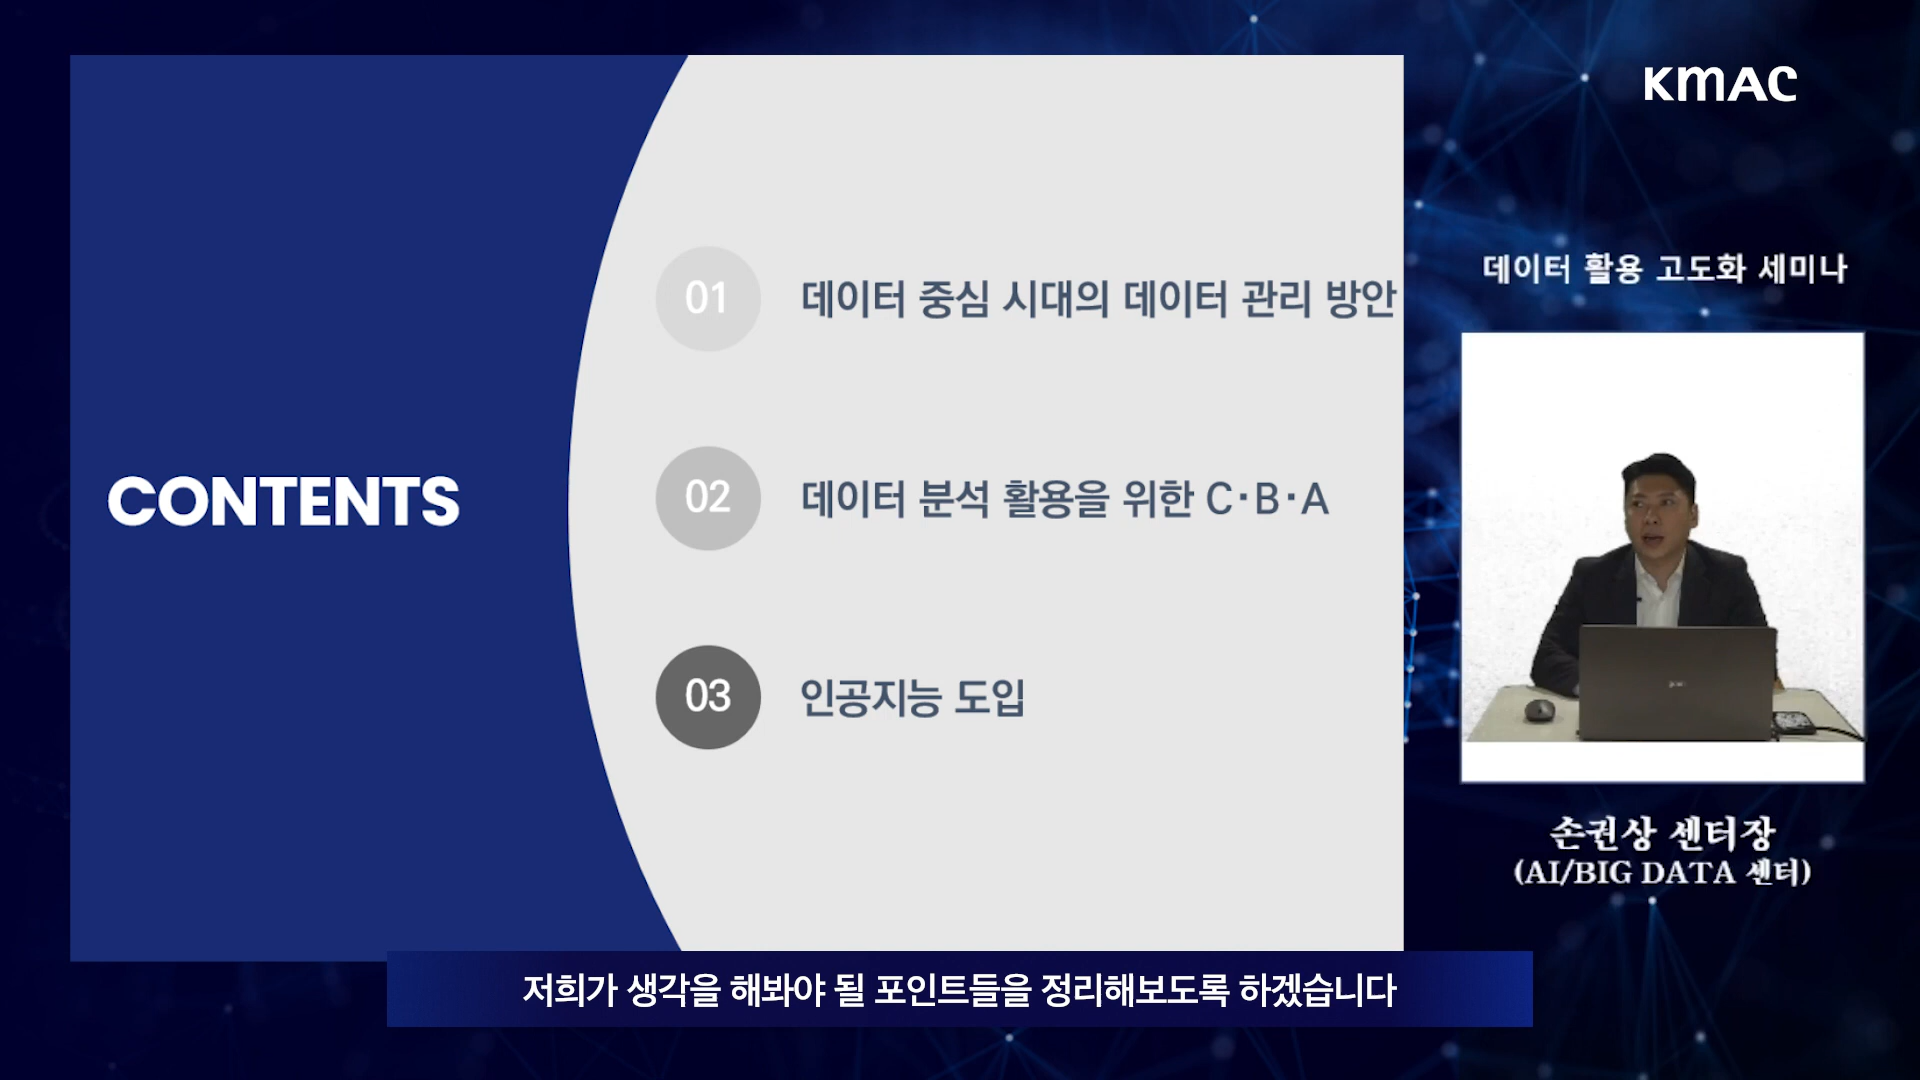 KMAC
데이터 활용 고도화 세미나
CONTENTS
01 데이터 중심 시대의 데이터 관리 방안
02 데이터 분석 활용을 위한 C·B·A
03 인공지능 도입
손권상 센터장
(AI/BIG DATA 센터)
저희가 생각을 해봐야 될 포인트들을 정리해보도록 하겠습니다